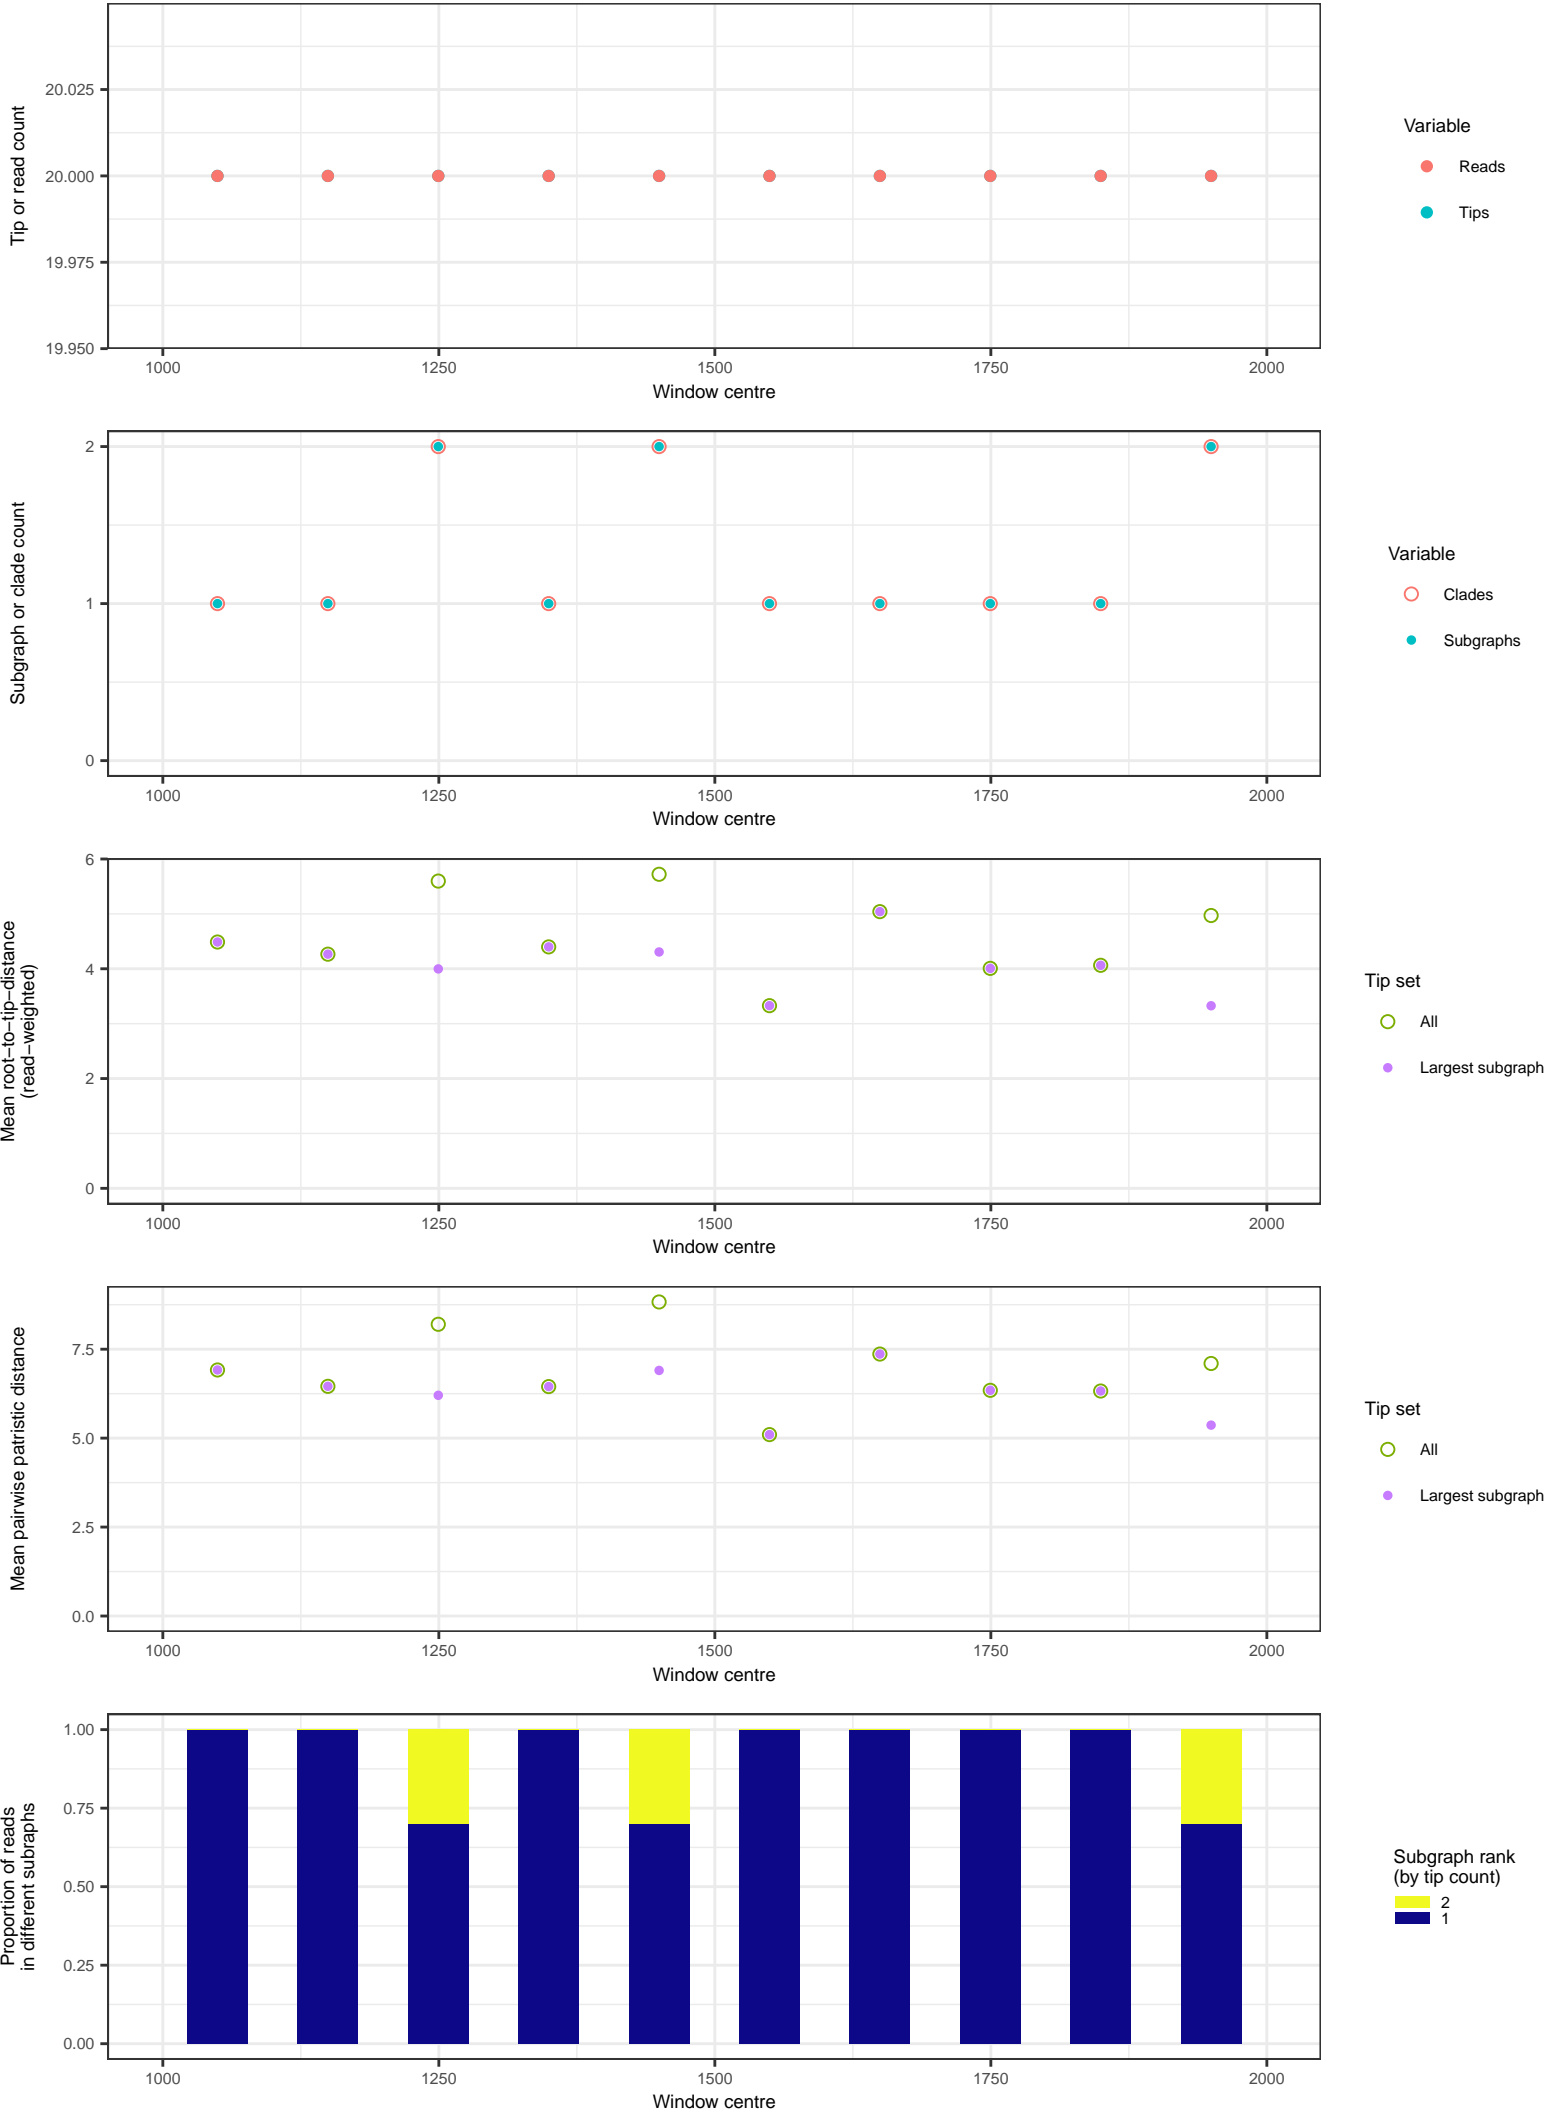 Tip or read count
20.025
20.000
19.975
19.950
1000 1250 1500 1750 2000
Window centre
Variable
Reads
Tips
Subgraph or clade count
2
1
0
1000 1250 1500 1750 2000
Window centre
Variable
Clades
Subgraphs
Mean root−to−tip−distance
(read−weighted)
6
4
2
0
1000 1250 1500 1750 2000
Window centre
Tip set
All
Largest subgraph
Mean pairwise patristic distance
7.5
5.0
2.5
0.0
1000 1250 1500 1750 2000
Window centre
Tip set
All
Largest subgraph
Proportion of reads
in different subraphs
1.00
0.75
0.50
0.25
0.00
1000 1250 1500 1750 2000
Window centre
Subgraph rank
(by tip count)
2
1